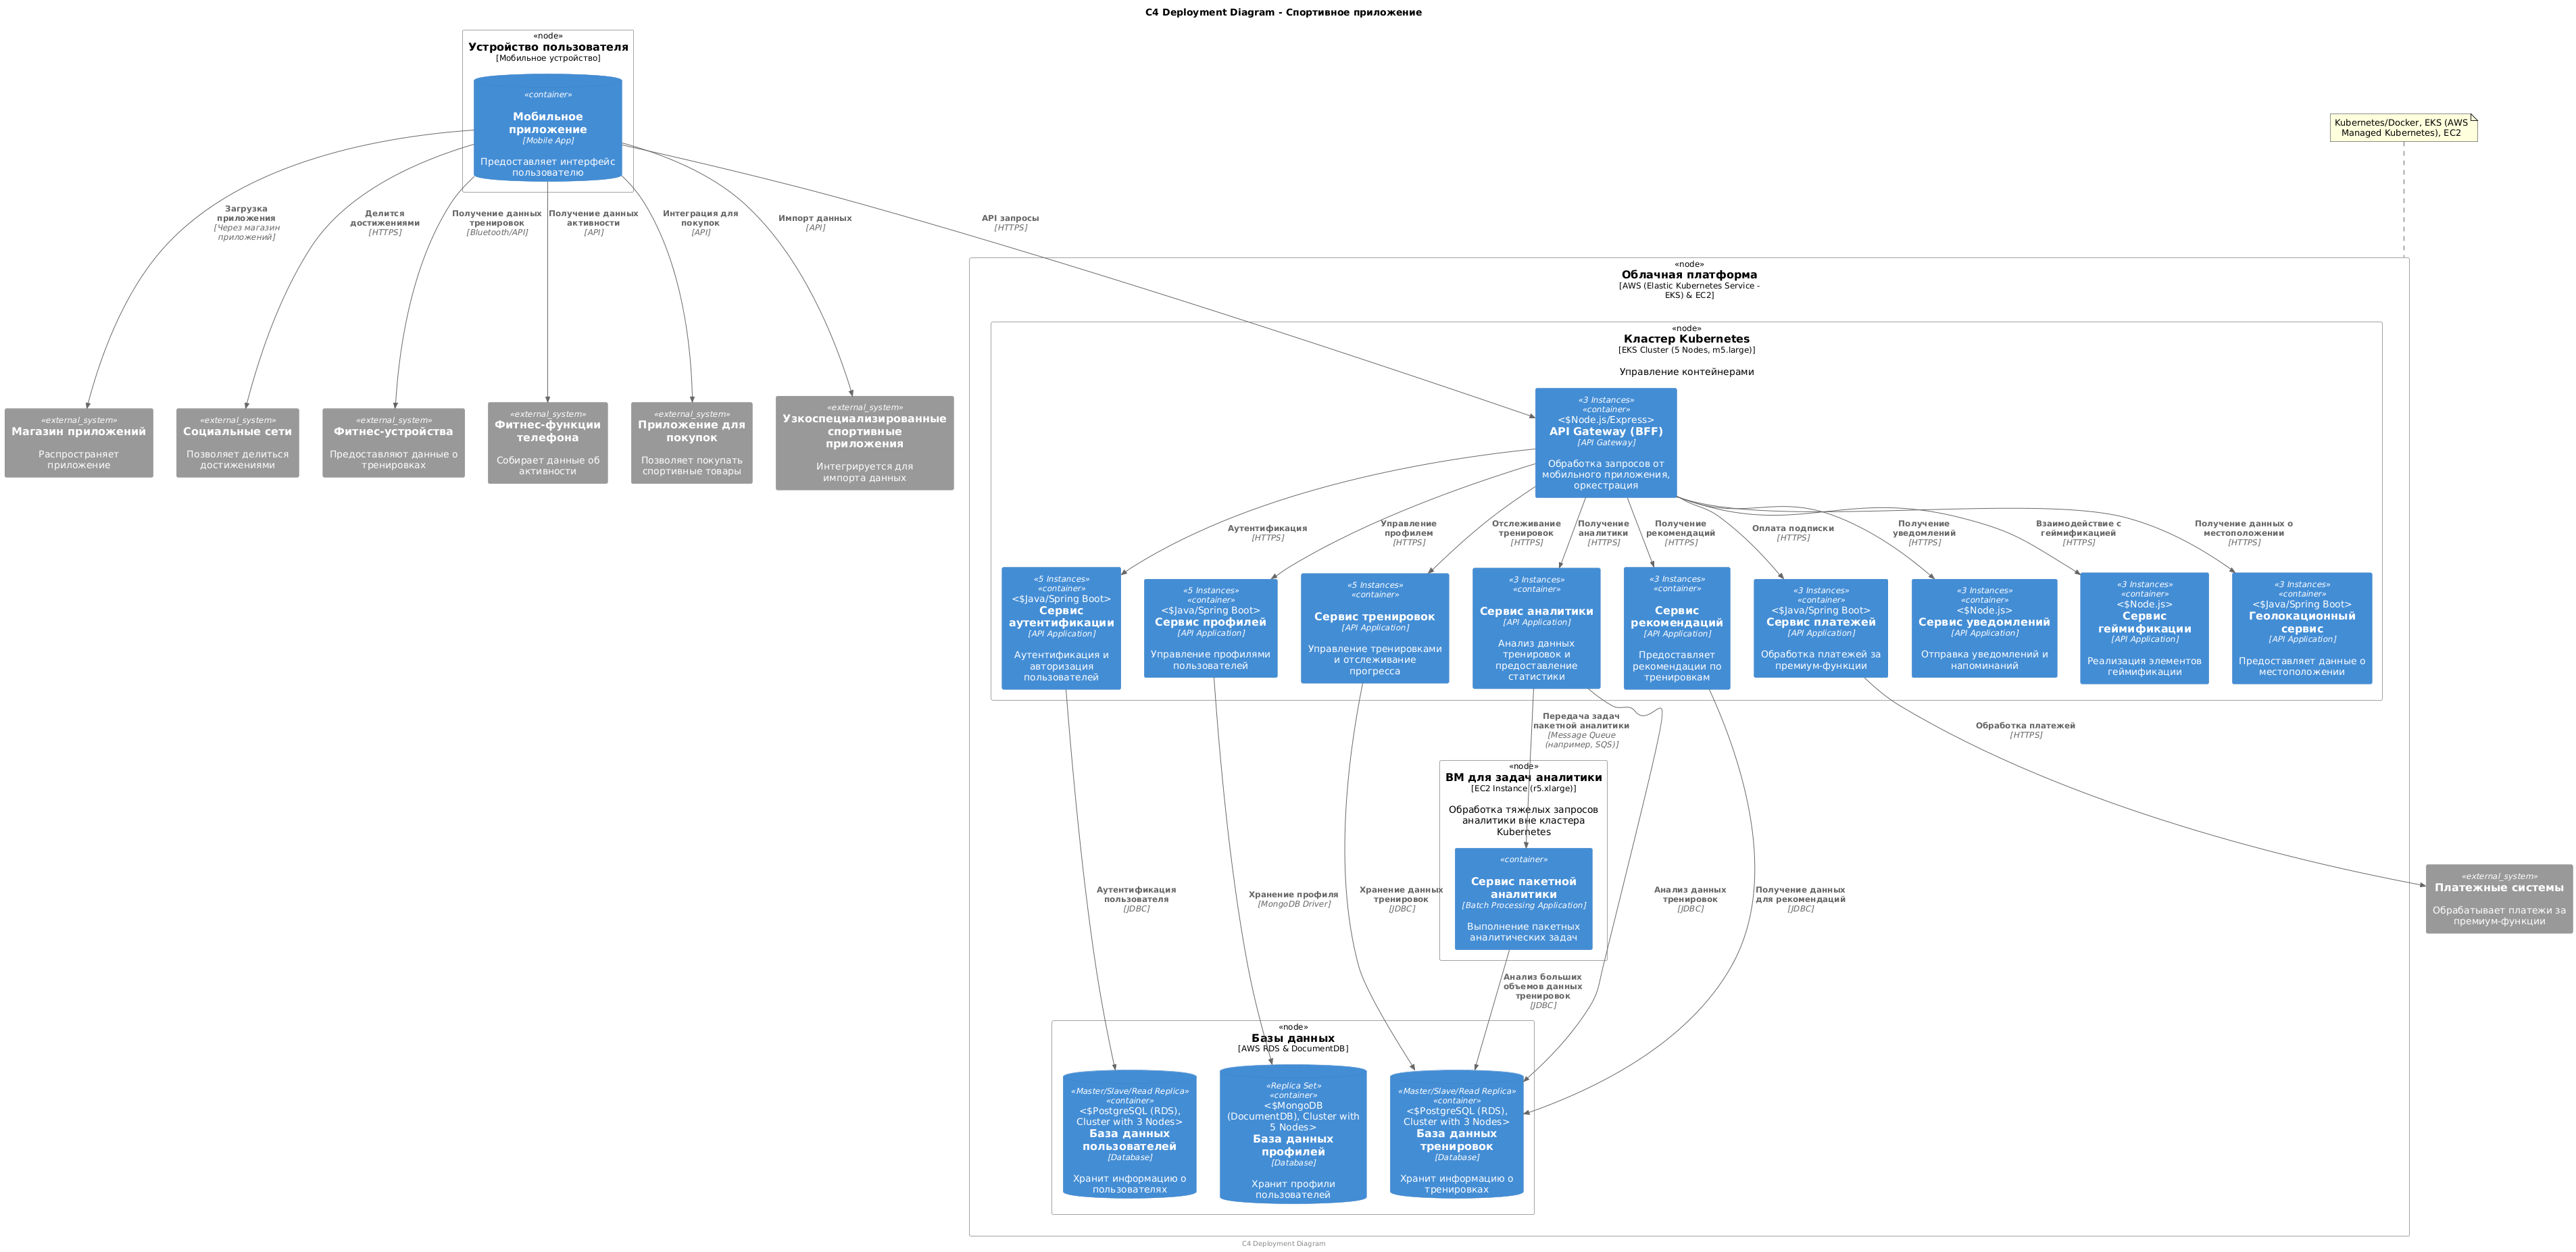 C4 Deployment Diagram - Спортивное приложение
«node»
Устройство пользователя
[Мобильное устройство]
«container»
Мобильное
приложение
[Mobile App]
Предоставляет интерфейс
пользователю
Kubernetes/Docker, EKS (AWS
Managed Kubernetes), EC2
Загрузка
приложения
[Через магазин
приложений]
Делится
достижениями
[HTTPS]
Получение данных
тренировок
[Bluetooth/API]
Получение данных
активности
[API]
Интеграция для
покупок
[API]
Импорт данных
[API]
API запросы
[HTTPS]
«node»
Облачная платформа
[AWS (Elastic Kubernetes Service -
EKS) & EC2]
«node»
Кластер Kubernetes
[EKS Cluster (5 Nodes, m5.large)]
Управление контейнерами
«external_system»
Магазин приложений
Распространяет
приложение
«external_system»
Социальные сети
Позволяет делиться
достижениями
«external_system»
Фитнес-устройства
Предоставляют данные о
тренировках
«external_system»
Фитнес-функции
телефона
Собирает данные об
активности
«external_system»
Приложение для
покупок
Позволяет покупать
спортивные товары
«external_system»
Узкоспециализированные
спортивные
приложения
Интегрируется для
импорта данных
«3 Instances»
«container»
<$Node.js/Express>
API Gateway (BFF)
[API Gateway]
Обработка запросов от
мобильного приложения,
оркестрация
Аутентификация
[HTTPS]
Управление
профилем
[HTTPS]
Отслеживание
тренировок
[HTTPS]
Получение
аналитики
[HTTPS]
Получение
рекомендаций
[HTTPS]
Оплата подписки
[HTTPS]
Получение
уведомлений
[HTTPS]
Взаимодействие с
геймификацией
[HTTPS]
Получение данных о
местоположении
[HTTPS]
«5 Instances»
«container»
<$Java/Spring Boot>
Сервис
аутентификации
[API Application]
Аутентификация и
авторизация
пользователей
«5 Instances»
«container»
<$Java/Spring Boot>
Сервис профилей
[API Application]
Управление профилями
пользователей
«5 Instances»
«container»
Сервис тренировок
[API Application]
Управление тренировками
и отслеживание
прогресса
«3 Instances»
«container»
Сервис аналитики
[API Application]
Анализ данных
тренировок и
предоставление
статистики
«3 Instances»
«container»
Сервис
рекомендаций
[API Application]
Предоставляет
рекомендации по
тренировкам
«3 Instances»
«container»
<$Java/Spring Boot>
Сервис платежей
[API Application]
Обработка платежей за
премиум-функции
«3 Instances»
«container»
<$Node.js>
Сервис уведомлений
[API Application]
Отправка уведомлений и
напоминаний
«3 Instances»
«container»
<$Node.js>
Сервис
геймификации
[API Application]
Реализация элементов
геймификации
«3 Instances»
«container»
<$Java/Spring Boot>
Геолокационный
сервис
[API Application]
Предоставляет данные о
местоположении
Передача задач
пакетной аналитики
[Message Queue
(например, SQS)]
Обработка платежей
[HTTPS]
«node»
ВМ для задач аналитики
[EC2 Instance (r5.xlarge)]
Обработка тяжелых запросов
аналитики вне кластера
Kubernetes
«container»
Сервис пакетной
аналитики
[Batch Processing Application]
Выполнение пакетных
аналитических задач
Аутентификация
пользователя
[JDBC]
Хранение профиля
[MongoDB Driver]
Хранение данных
тренировок
[JDBC]
Анализ данных
тренировок
[JDBC]
Получение данных
для рекомендаций
[JDBC]
«external_system»
Платежные системы
Обрабатывает платежи за
премиум-функции
Анализ больших
объемов данных
тренировок
[JDBC]
«node»
Базы данных
[AWS RDS & DocumentDB]
«Master/Slave/Read Replica»
«container»
<$PostgreSQL (RDS),
Cluster with 3 Nodes>
База данных
пользователей
[Database]
Хранит информацию о
пользователях
«Replica Set»
«container»
<$MongoDB
(DocumentDB), Cluster with
5 Nodes>
База данных
профилей
[Database]
Хранит профили
пользователей
«Master/Slave/Read Replica»
«container»
<$PostgreSQL (RDS),
Cluster with 3 Nodes>
База данных
тренировок
[Database]
Хранит информацию о
тренировках
C4 Deployment Diagram